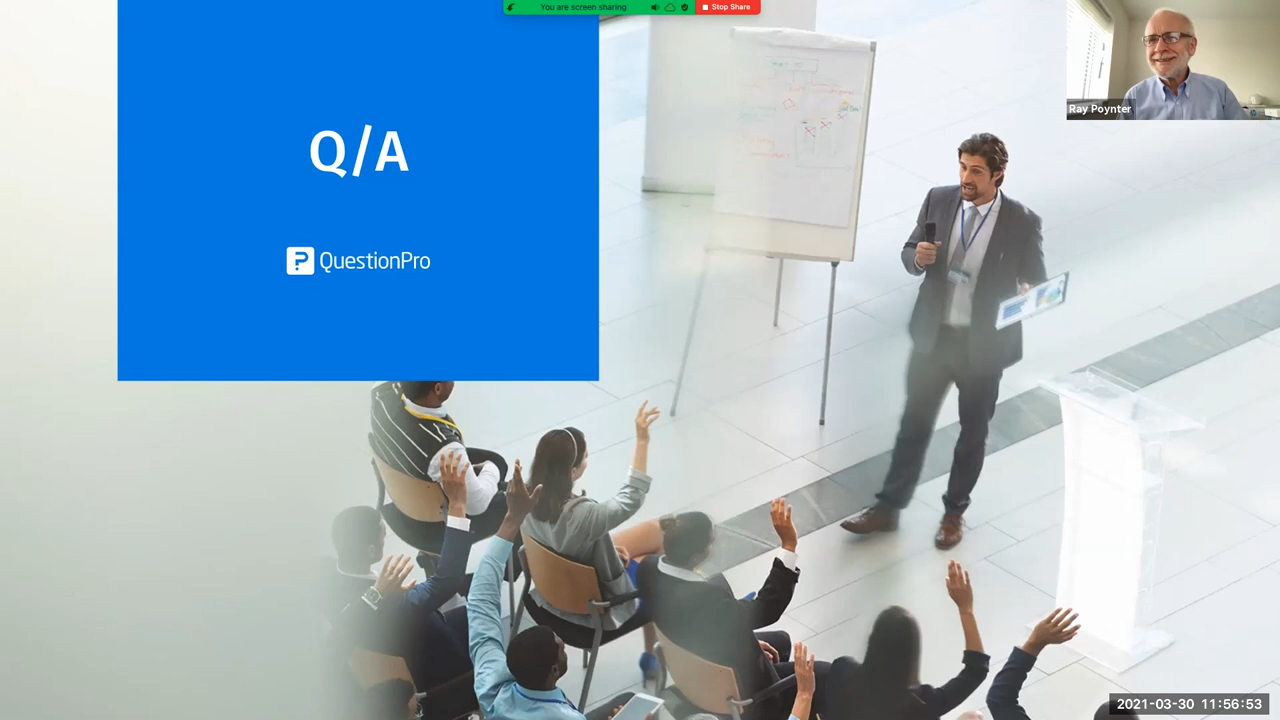 You are screen sharing
Stop Share
Ray Poynter
Q/A
QuestionPro
2021-03-30 11:56:53